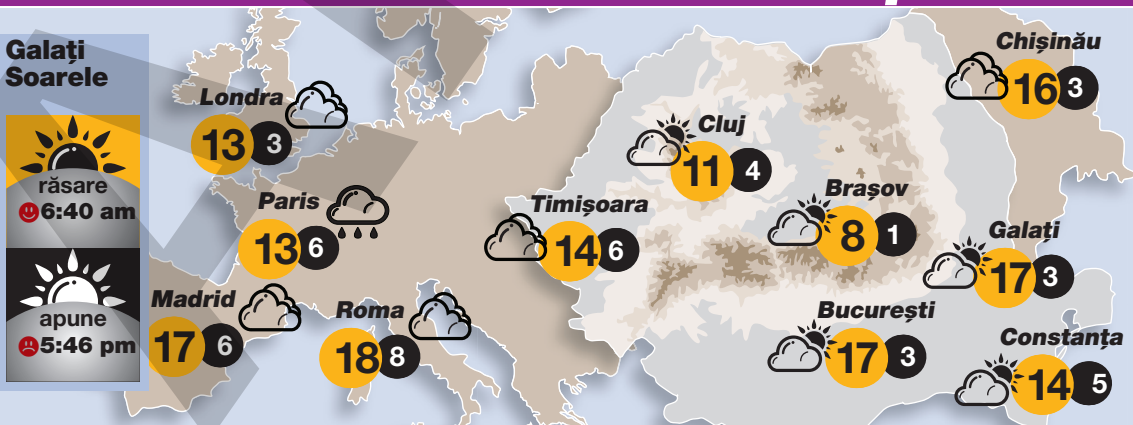 Galați
Soarele
răsare
6:40 am
apune
5:46 pm
Londra
13 3
Paris
13 6
Madrid
17 6
Roma
18 8
Timișoara
14 6
Cluj
11 4
Brașov
8 1
București
17 3
Chișinău
16 3
Galați
17 3
Constanța
14 5